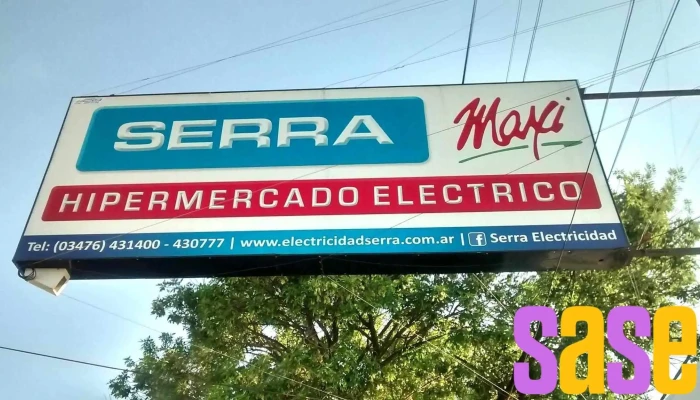 SERRA
Maxi
HIPERMERCADO ELECTRICO
Tel: (03476) 431400 - 430777 | www.electricidadserra.com.ar | f Serra Electricidad
sase